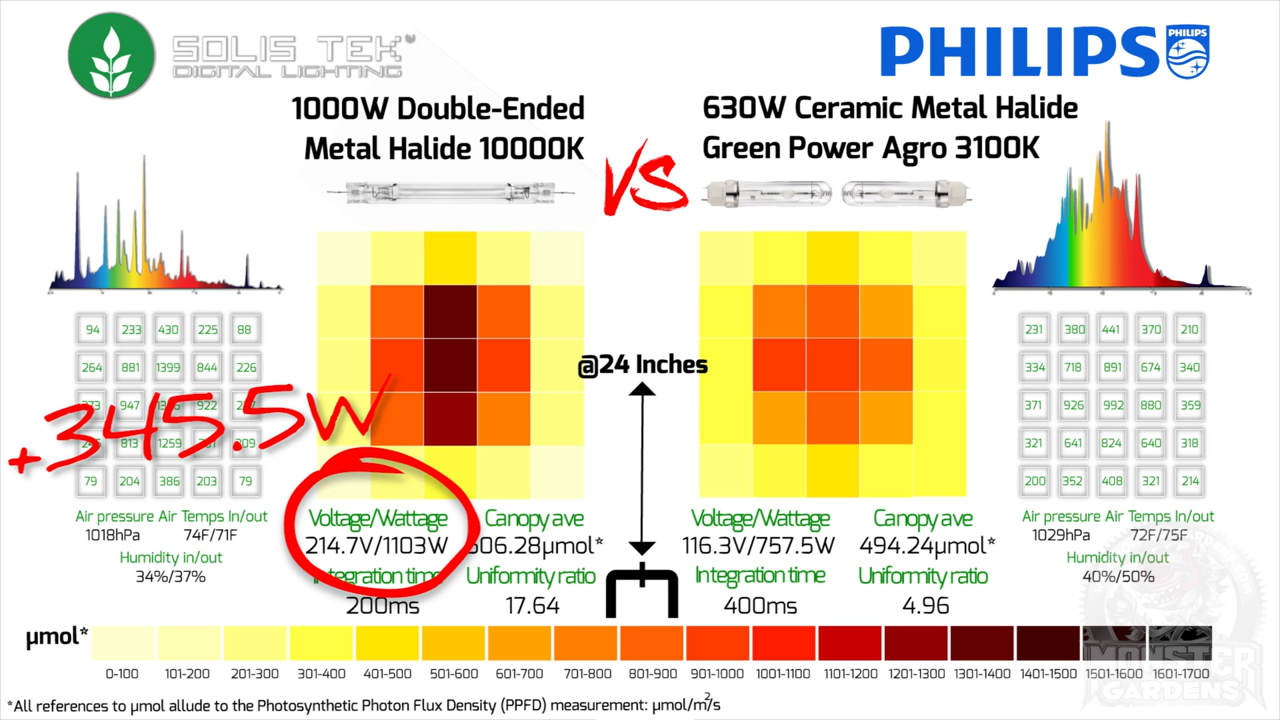 SOLIS TEK
DIGITAL LIGHTING
PHILIPS
PHILIPS
1000W Double-Ended
Metal Halide 10000K
VS
630W Ceramic Metal Halide
Green Power Agro 3100K
@24 Inches
94 233 430 225 88
264 881 1399 844 226
947 922
813 1259
79 204 386 203 79
+345.5W
231 380 441 370 210
334 718 891 674 340
371 926 992 880 359
321 641 824 640 318
200 352 408 321 214
Air pressure Air Temps In/out
1018hPa 74F/71F
Humidity in/out
34%/37%
Voltage/Wattage Canopy ave
214.7V/1103W 506.28µmol*
Integration time Uniformity ratio
200ms 17.64
Voltage/Wattage Canopy ave
116.3V/757.5W 494.24µmol*
Integration time Uniformity ratio
400ms 4.96
Air pressure Air Temps In/out
1029hPa 72F/75F
Humidity in/out
40%/50%
µmol*
0-100 101-200 201-300 301-400 401-500 501-600 601-700 701-800 801-900 901-1000 1001-1100 1101-1200 1201-1300 1301-1400 1401-1500 1501-1600 1601-1700
MONSTER
GARDENS
*All references to µmol allude to the Photosynthetic Photon Flux Density (PPFD) measurement: µmol/m²/s